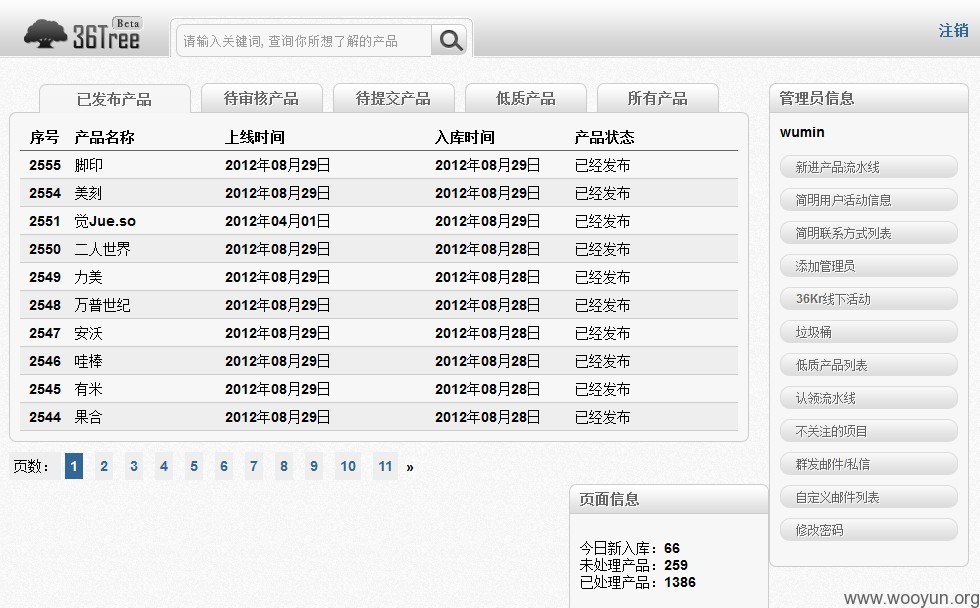 36Tree Beta
请输入关键词, 查询你所想了解的产品
注销
已发布产品 待审核产品 待提交产品 低质产品 所有产品
序号 产品名称 上线时间 入库时间 产品状态
2555 脚印 2012年08月29日 2012年08月29日 已经发布
2554 美刻 2012年08月29日 2012年08月29日 已经发布
2551 觉Jue.so 2012年04月01日 2012年08月29日 已经发布
2550 二人世界 2012年08月29日 2012年08月28日 已经发布
2549 力美 2012年08月29日 2012年08月28日 已经发布
2548 万普世纪 2012年08月29日 2012年08月28日 已经发布
2547 安沃 2012年08月29日 2012年08月28日 已经发布
2546 哇棒 2012年08月29日 2012年08月28日 已经发布
2545 有米 2012年08月29日 2012年08月28日 已经发布
2544 果合 2012年08月29日 2012年08月28日 已经发布
页数： 1 2 3 4 5 6 7 8 9 10 11 »
页面信息
今日新入库：66
未处理产品：259
已处理产品：1386
管理员信息
wumin
新进产品流水线
简明用户活动信息
简明联系方式列表
添加管理员
36Kr线下活动
垃圾桶
低质产品列表
认领流水线
不关注的项目
群发邮件/私信
自定义邮件列表
修改密码
www.wooyun.org